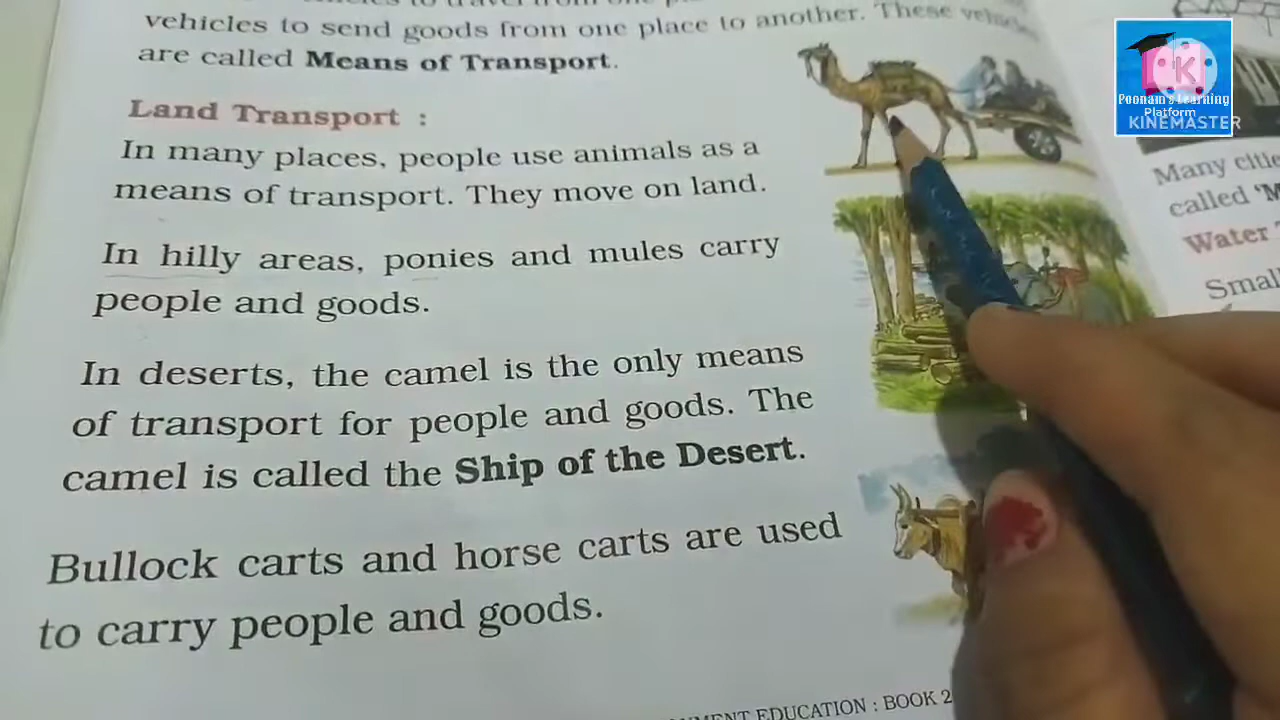 vehicles to send goods from one place to another. These vehicles
are called Means of Transport.
Land Transport :
In many places, people use animals as a
means of transport. They move on land.
In hilly areas, ponies and mules carry
people and goods.
In deserts, the camel is the only means
of transport for people and goods. The
camel is called the Ship of the Desert.
Bullock carts and horse carts are used
to carry people and goods.
EDUCATION : BOOK 2
Many
called
Water
Poonam's Learning
Platform
KINEMASTER